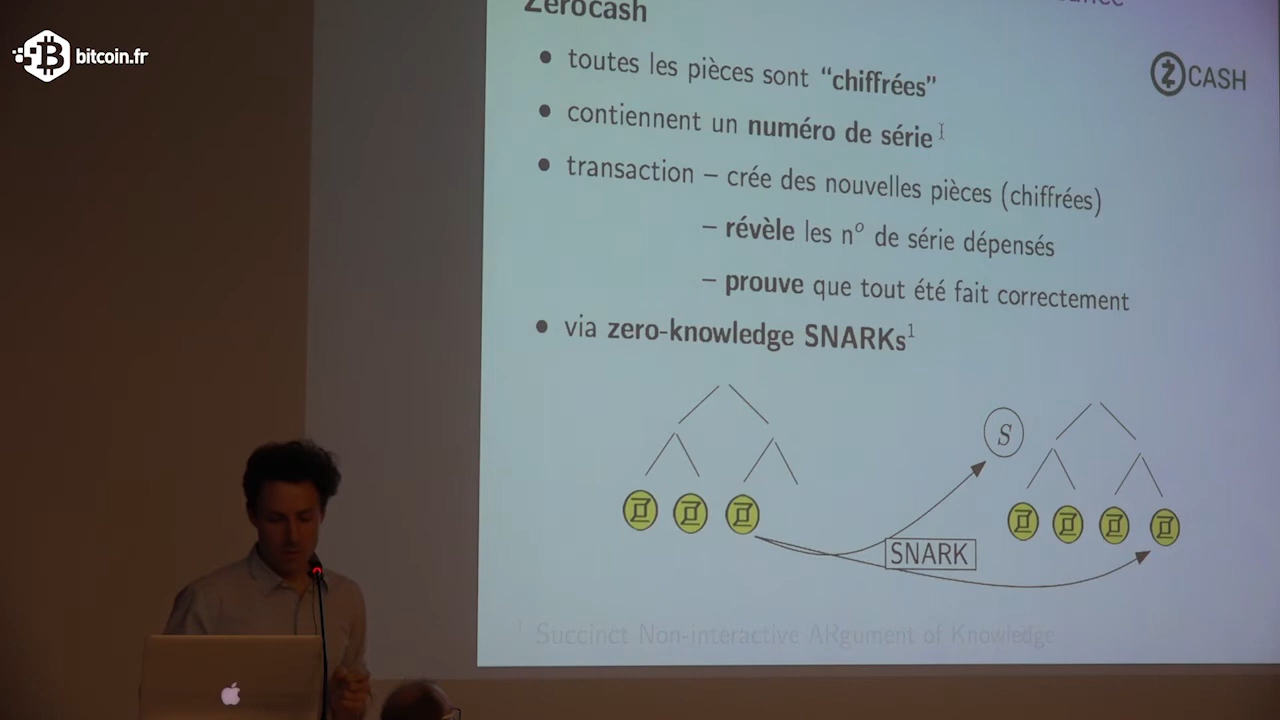 bitcoin.fr
Zerocash
CASH
• toutes les pièces sont “chiffrées”
• contiennent un numéro de série
• transaction – crée des nouvelles pièces (chiffrées)
– révèle les nº de série dépensés
– prouve que tout été fait correctement
• via zero-knowledge SNARKs¹
S
SNARK
¹ Succinct Non-interactive ARgument of Knowledge